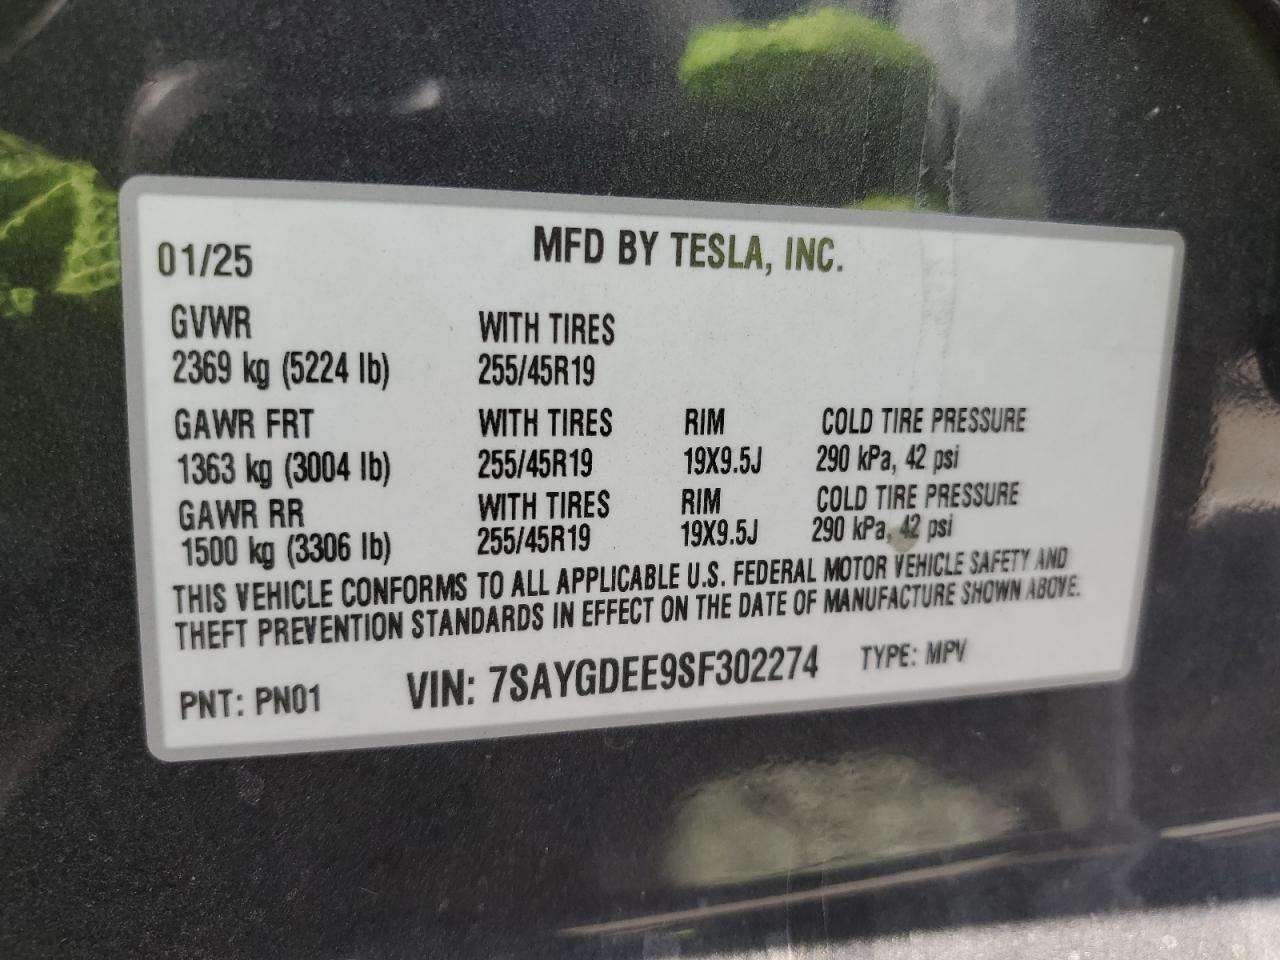 MFD BY TESLA, INC.
01/25
GVWR WITH TIRES
2369 kg (5224 lb) 255/45R19
GAWR FRT WITH TIRES RIM COLD TIRE PRESSURE
1363 kg (3004 lb) 255/45R19 19X9.5J 290 kPa, 42 psi
GAWR RR WITH TIRES RIM COLD TIRE PRESSURE
1500 kg (3306 lb) 255/45R19 19X9.5J 290 kPa, 42 psi
THIS VEHICLE CONFORMS TO ALL APPLICABLE U.S. FEDERAL MOTOR VEHICLE SAFETY AND
THEFT PREVENTION STANDARDS IN EFFECT ON THE DATE OF MANUFACTURE SHOWN ABOVE.
PNT: PN01 VIN: 7SAYGDEE9SF302274 TYPE: MPV